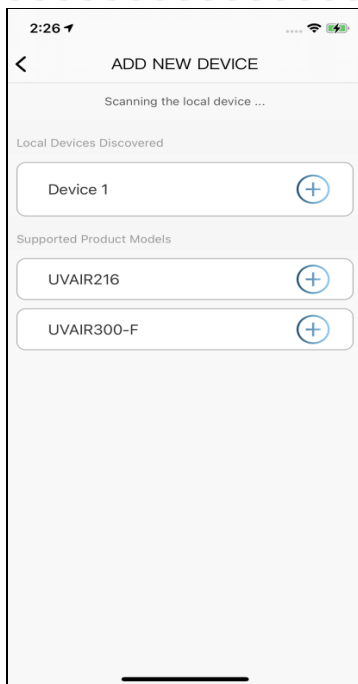 2:26
ADD NEW DEVICE
Scanning the local device ...
Local Devices Discovered
Device 1
Supported Product Models
UVAIR216
UVAIR300-F